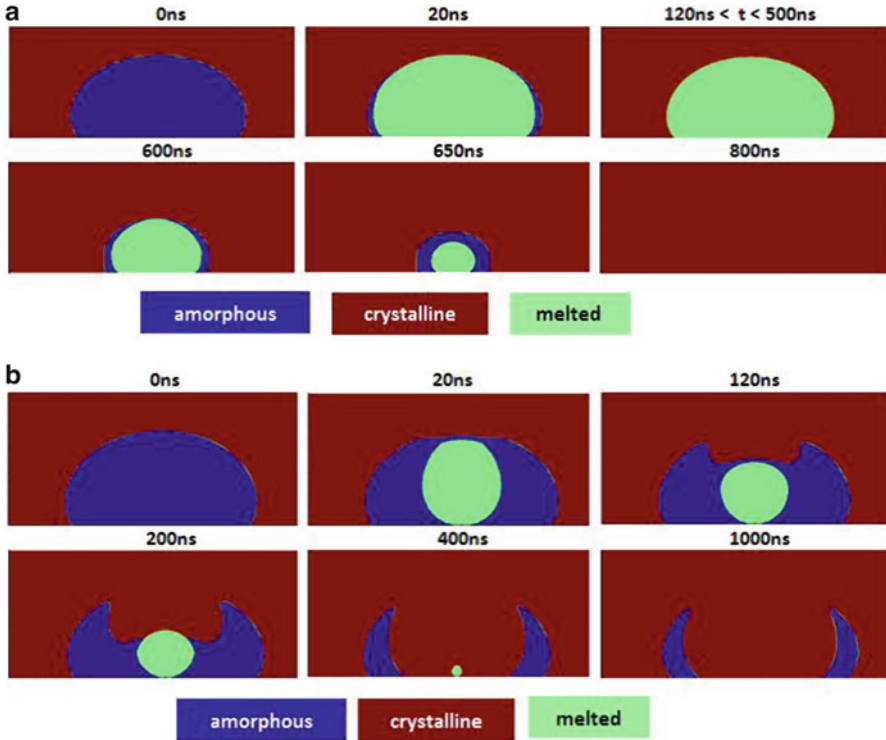 a
0ns 20ns 120ns < t < 500ns
600ns 650ns 800ns
amorphous crystalline melted
b
0ns 20ns 120ns
200ns 400ns 1000ns
amorphous crystalline melted